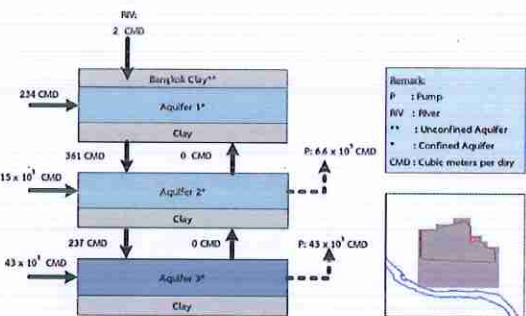 RIV:
2 CMD
Bangkok Clay**
234 CMD
Aquifer 1*
Clay
361 CMD
0 CMD
P: 6.6 x 10³ CMD
15 x 10³ CMD
Aquifer 2*
Clay
237 CMD
0 CMD
P: 43 x 10³ CMD
43 x 10³ CMD
Aquifer 3*
Clay
Remark:
P : Pump
RIV : River
** : Unconfined Aquifer
* : Confined Aquifer
CMD : Cubic meters per day